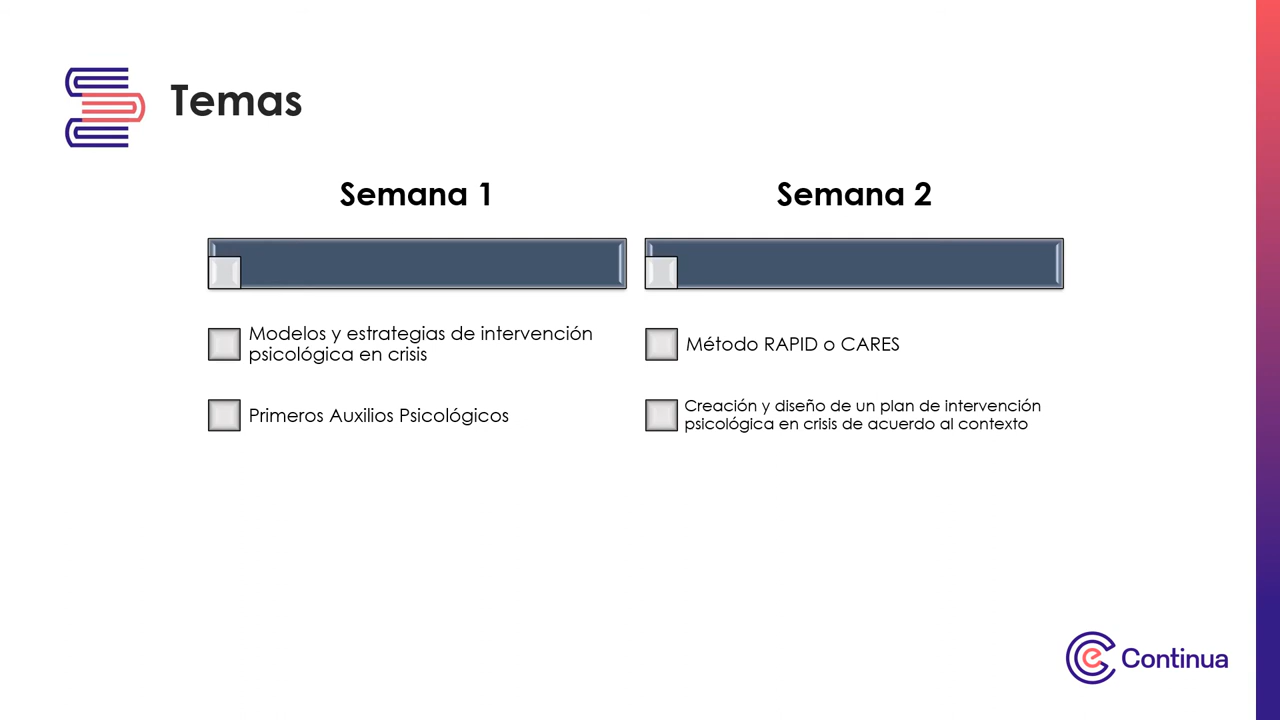 Temas
Semana 1
Modelos y estrategias de intervención
psicológica en crisis
Primeros Auxilios Psicológicos
Semana 2
Método RAPID o CARES
Creación y diseño de un plan de intervención
psicológica en crisis de acuerdo al contexto
e Continua